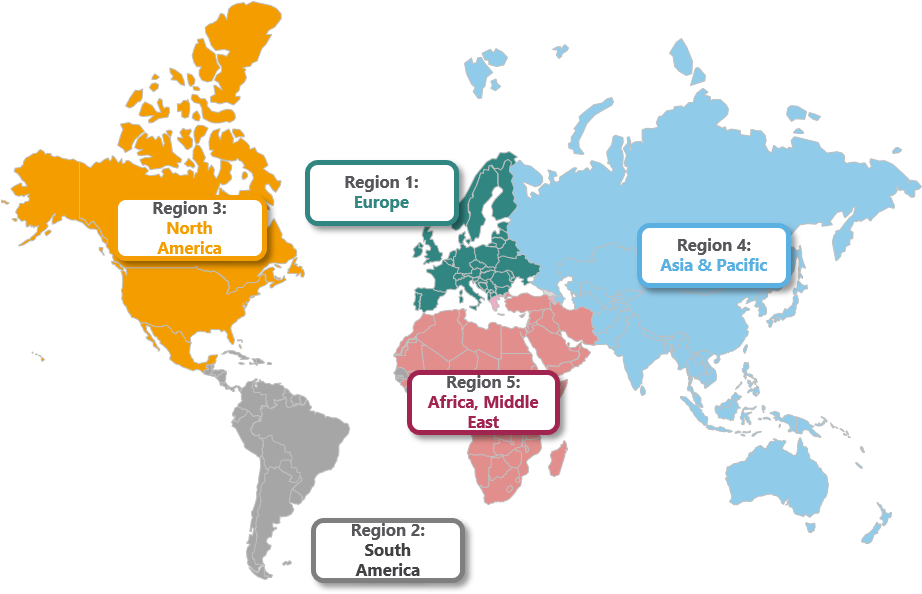 Region 1:
Europe
Region 3:
North
America
Region 4:
Asia & Pacific
Region 5:
Africa, Middle
East
Region 2:
South
America